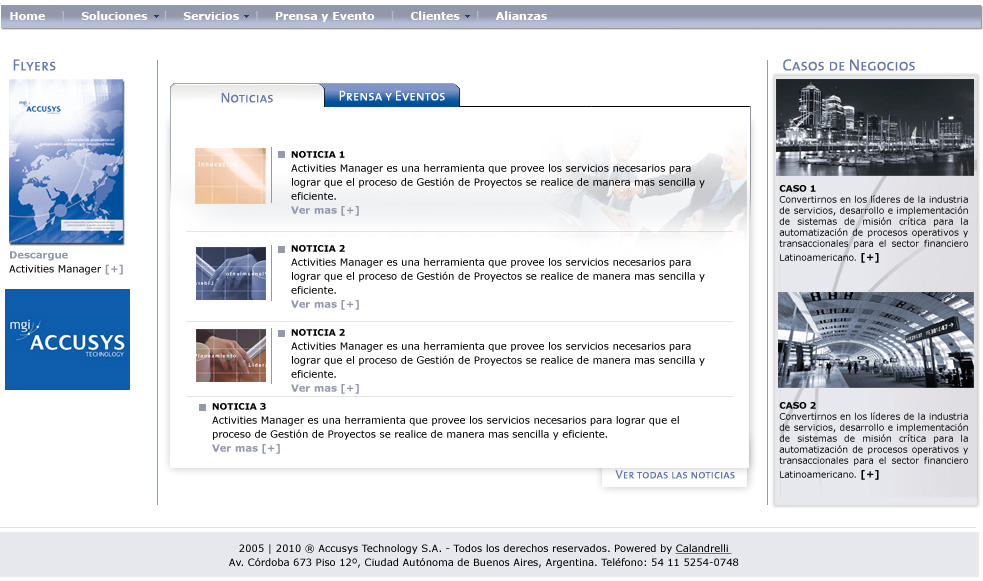 Home
Soluciones
Servicios
Prensa y Evento
Clientes
Alianzas
FLYERS
mgi
ACCUSYS
Descargue
Activities Manager [+]
mgi
ACCUSYS
TECHNOLOGY
NOTICIAS
PRENSA Y EVENTOS
NOTICIA 1
Activities Manager es una herramienta que provee los servicios necesarios para
lograr que el proceso de Gestión de Proyectos se realice de manera mas sencilla y
eficiente.
Ver mas [+]
NOTICIA 2
Activities Manager es una herramienta que provee los servicios necesarios para
lograr que el proceso de Gestión de Proyectos se realice de manera mas sencilla y
eficiente.
Ver mas [+]
Planeamiento
NOTICIA 2
Activities Manager es una herramienta que provee los servicios necesarios para
lograr que el proceso de Gestión de Proyectos se realice de manera mas sencilla y
eficiente.
Ver mas [+]
NOTICIA 3
Activities Manager es una herramienta que provee los servicios necesarios para lograr que el
proceso de Gestión de Proyectos se realice de manera mas sencilla y eficiente.
Ver mas [+]
VER TODAS LAS NOTICIAS
CASOS DE NEGOCIOS
CASO 1
Convertirnos en los líderes de la industria
de servicios, desarrollo e implementación
de sistemas de misión crítica para la
automatización de procesos operativos y
transaccionales para el sector financiero
Latinoamericano. [+]
CASO 2
Convertirnos en los líderes de la industria
de servicios, desarrollo e implementación
de sistemas de misión crítica para la
automatización de procesos operativos y
transaccionales para el sector financiero
Latinoamericano. [+]
2005 | 2010 ® Accusys Technology S.A. - Todos los derechos reservados. Powered by Calandrelli
Av. Córdoba 673 Piso 12º, Ciudad Autónoma de Buenos Aires, Argentina. Teléfono: 54 11 5254-0748